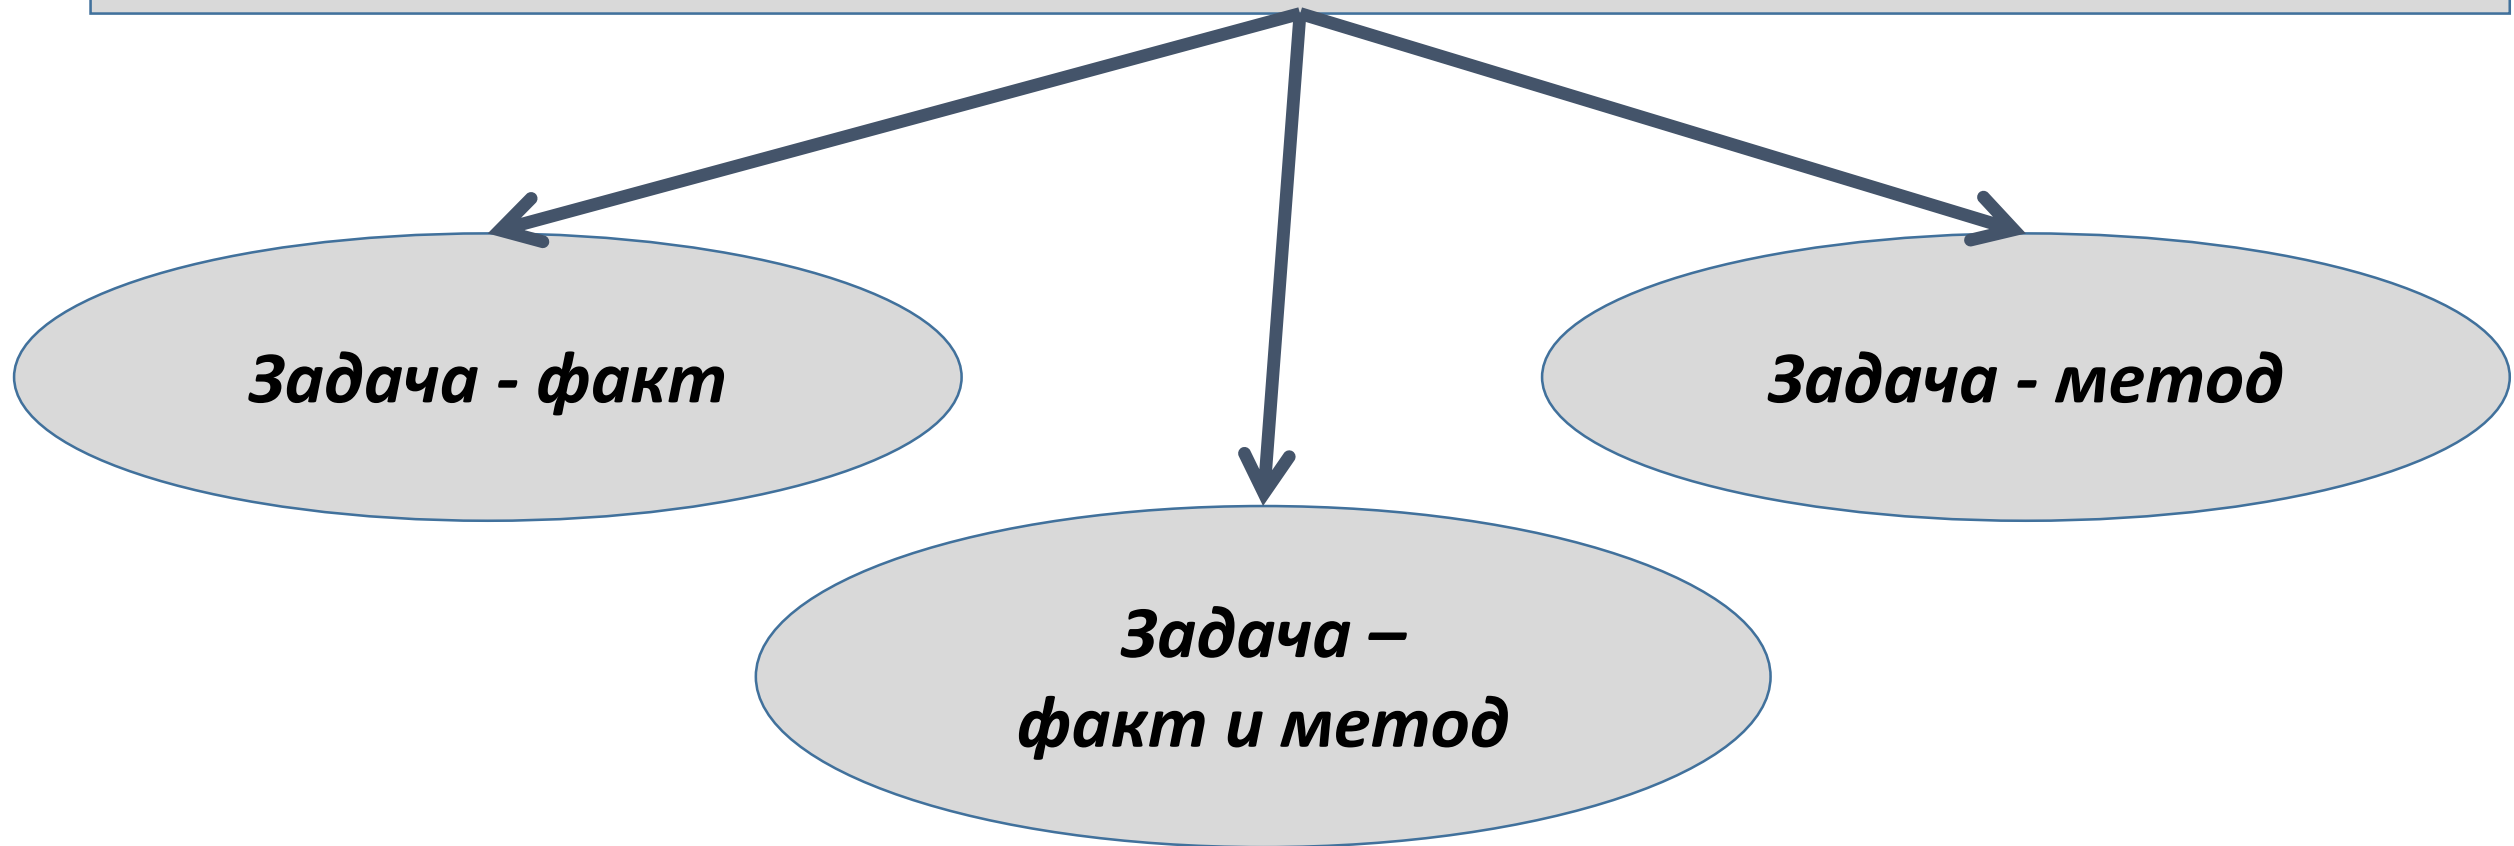 Задача - факт
Задача - метод
Задача —
факт и метод